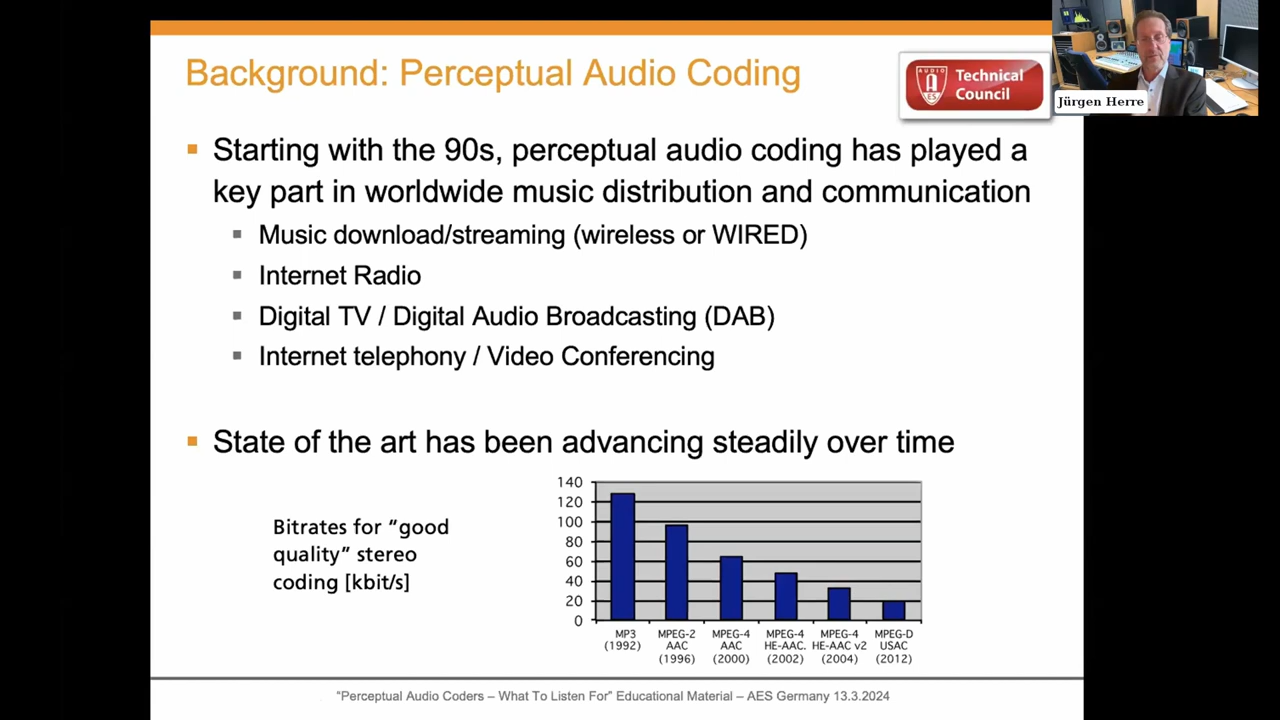 Background: Perceptual Audio Coding
AUDIO
AES
Technical
Council
Jürgen Herre
Starting with the 90s, perceptual audio coding has played a
key part in worldwide music distribution and communication
Music download/streaming (wireless or WIRED)
Internet Radio
Digital TV / Digital Audio Broadcasting (DAB)
Internet telephony / Video Conferencing
State of the art has been advancing steadily over time
Bitrates for “good
quality” stereo
coding [kbit/s]
140
120
100
80
60
40
20
0
MP3
(1992)
MPEG-2
AAC
(1996)
MPEG-4
AAC
(2000)
MPEG-4
HE-AAC.
(2002)
MPEG-4
HE-AAC v2
(2004)
MPEG-D
USAC
(2012)
“Perceptual Audio Coders – What To Listen For” Educational Material – AES Germany 13.3.2024